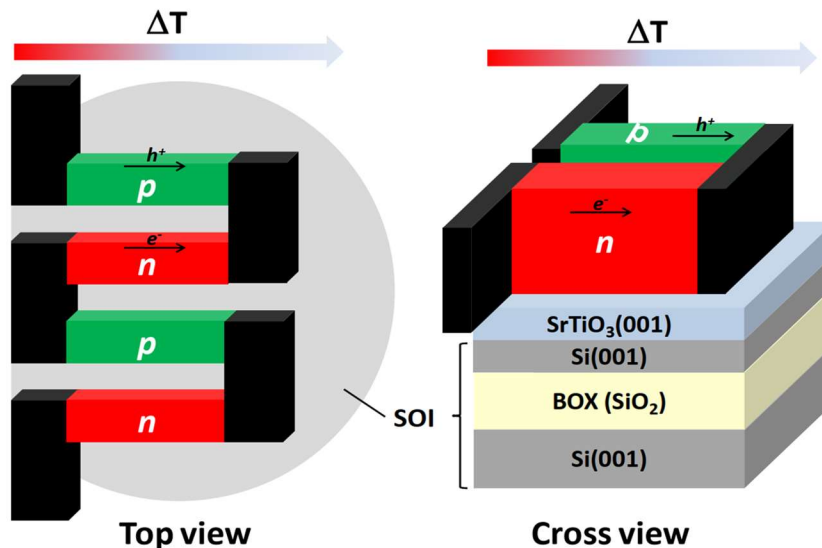 ΔT
h⁺
p
e⁻
n
p
n
Top view
ΔT
p
h⁺
e⁻
n
SrTiO₃(001)
Si(001)
BOX (SiO₂)
Si(001)
SOI
Cross view